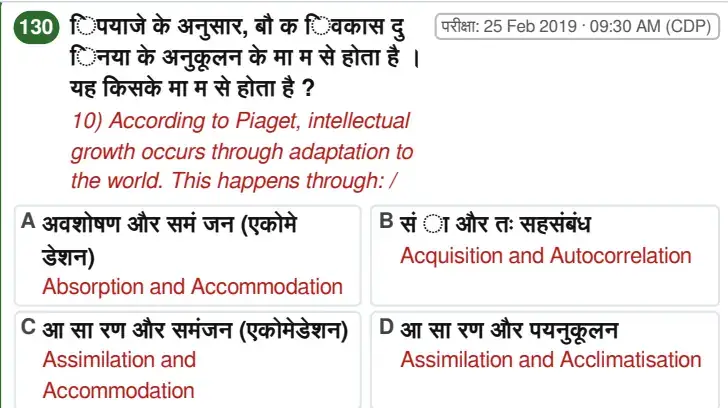 130 िपयाजे के अनुसार, बौ क िवकास दु
िनया के अनुकूलन के मा म से होता है ।
यह किसके मा म से होता है ?
परीक्षा: 25 Feb 2019 · 09:30 AM (CDP)
10) According to Piaget, intellectual
growth occurs through adaptation to
the world. This happens through: /
A अवशोषण और समं जन (एकोमे
डेशन)
Absorption and Accommodation
B सं ा और तः सहसंबंध
Acquisition and Autocorrelation
C आ सा रण और समंजन (एकोमेडेशन)
Assimilation and
Accommodation
D आ सा रण और पयनुकूलन
Assimilation and Acclimatisation